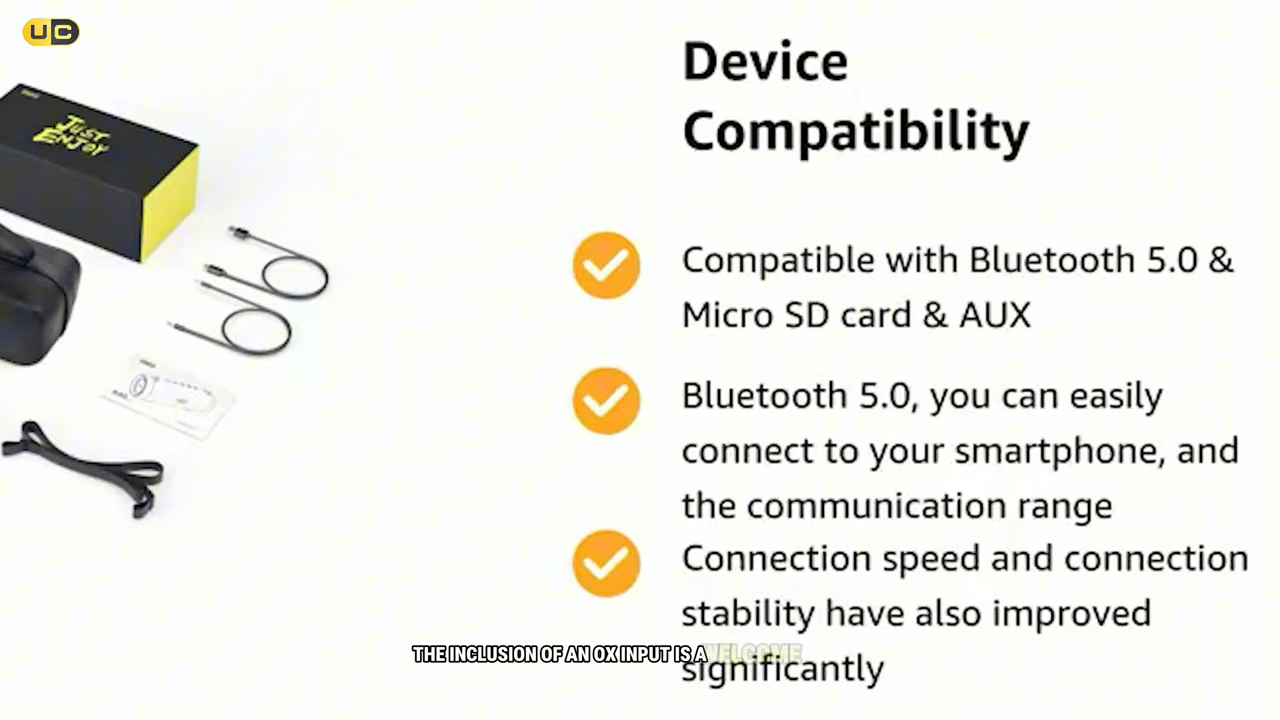 UC
JUST
ENJOY
Device
Compatibility
Compatible with Bluetooth 5.0 &
Micro SD card & AUX
Bluetooth 5.0, you can easily
connect to your smartphone, and
the communication range
Connection speed and connection
stability have also improved
significantly
THE INCLUSION OF AN OX INPUT IS A WELCOME